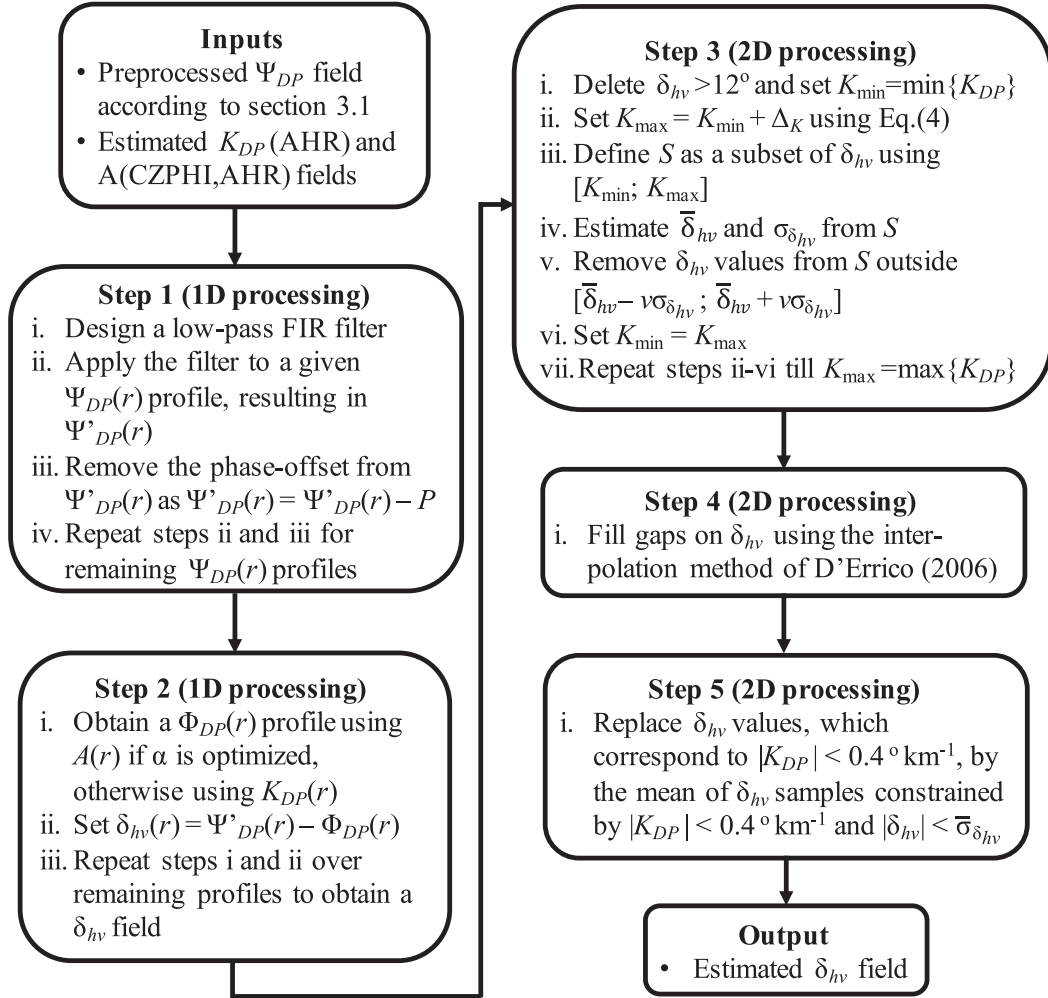 Inputs
• Preprocessed Ψ_DP field
according to section 3.1
• Estimated K_DP (AHR) and
A(CZPHI,AHR) fields
Step 1 (1D processing)
i. Design a low-pass FIR filter
ii. Apply the filter to a given
Ψ_DP(r) profile, resulting in
Ψ’_DP(r)
iii. Remove the phase-offset from
Ψ’_DP(r) as Ψ’_DP(r) = Ψ’_DP(r) – P
iv. Repeat steps ii and iii for
remaining Ψ_DP(r) profiles
Step 2 (1D processing)
i. Obtain a Φ_DP(r) profile using
A(r) if α is optimized,
otherwise using K_DP(r)
ii. Set δ_hv(r) = Ψ’_DP(r) – Φ_DP(r)
iii. Repeat steps i and ii over
remaining profiles to obtain a
δ_hv field
Step 3 (2D processing)
i. Delete δ_hv >12° and set K_min=min{K_DP}
ii. Set K_max = K_min + Δ_K using Eq.(4)
iii. Define S as a subset of δ_hv using
[K_min; K_max]
iv. Estimate δ̅_hv and σ_δ_hv from S
v. Remove δ_hv values from S outside
[δ̅_hv – vσ_δ_hv ; δ̅_hv + vσ_δ_hv]
vi. Set K_min = K_max
vii. Repeat steps ii-vi till K_max=max{K_DP}
Step 4 (2D processing)
i. Fill gaps on δ_hv using the inter-
polation method of D’Errico (2006)
Step 5 (2D processing)
i. Replace δ_hv values, which
correspond to |K_DP| < 0.4 ° km⁻¹, by
the mean of δ_hv samples constrained
by |K_DP| < 0.4 ° km⁻¹ and |δ_hv| < σ̅_δ_hv
Output
• Estimated δ_hv field